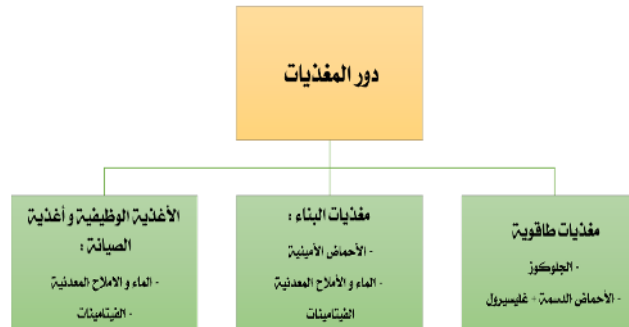 دور المغذيات
مغذيات طاقوية
- الجلوكوز
- الأحماض الدسمة + غليسيرول
مغذيات البناء :
- الأحماض الأمينية
- الماء و الأملاح المعدنية
الفيتامينات
الأغذية الوظيفية و أغذية
الصيانة :
- الماء و الاملاح المعدنية
- الفيتامينات